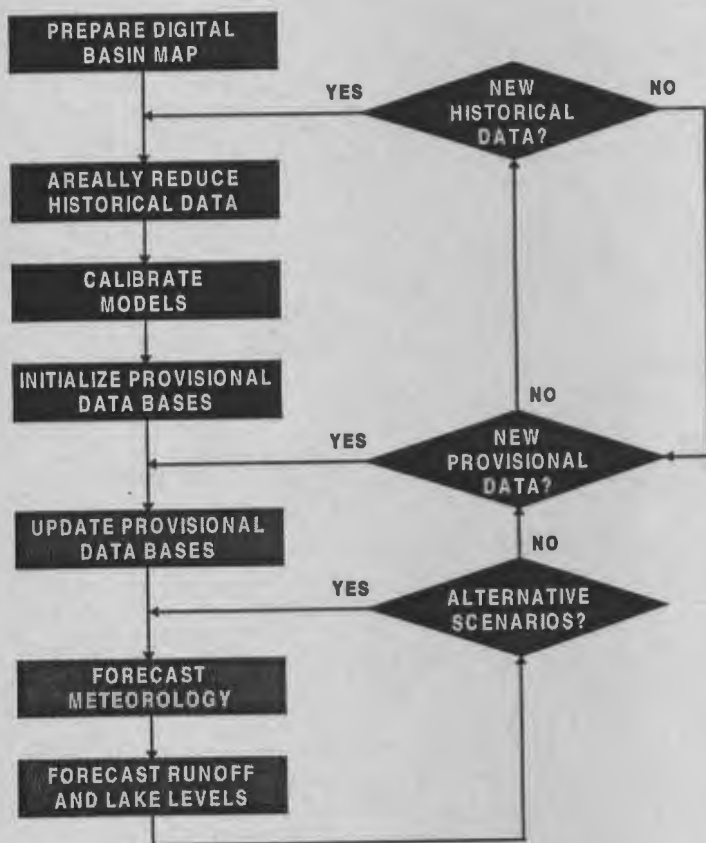 PREPARE DIGITAL
BASIN MAP
YES
NEW
HISTORICAL
DATA?
NO
AREALLY REDUCE
HISTORICAL DATA
CALIBRATE
MODELS
INITIALIZE PROVISIONAL
DATA BASES
NO
YES
NEW
PROVISIONAL
DATA?
UPDATE PROVISIONAL
DATA BASES
NO
YES
ALTERNATIVE
SCENARIOS?
FORECAST
METEOROLOGY
FORECAST RUNOFF
AND LAKE LEVELS